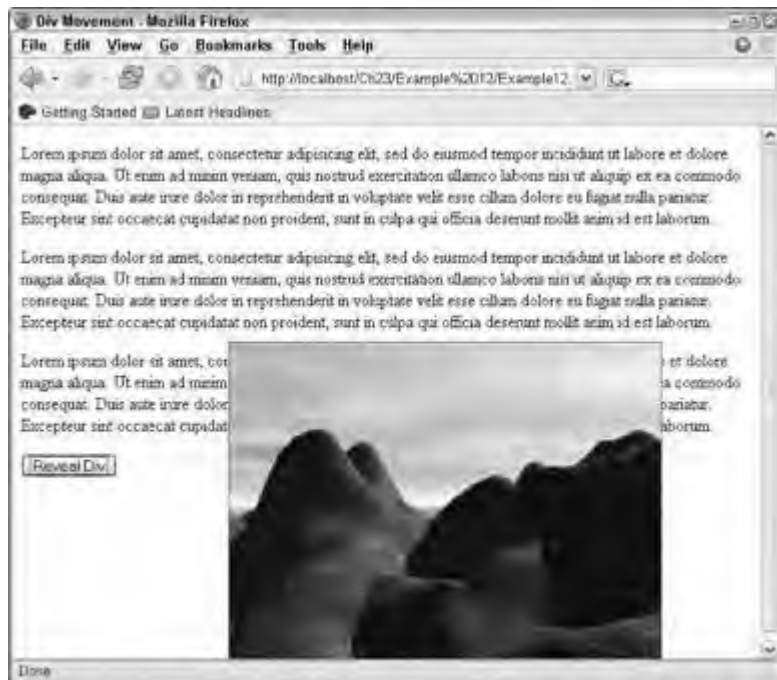 Div Movement - Mozilla Firefox
File Edit View Go Bookmarks Tools Help
http://localhost/Ch23/Example%2012/Example12
G
Getting Started Latest Headlines
Lorem ipsum dolor sit amet, consectetur adipisicing elit, sed do eiusmod tempor incididunt ut labore et dolore
magna aliqua. Ut enim ad minim veniam, quis nostrud exercitation ullamco laboris nisi ut aliquip ex ea commodo
consequat. Duis aute irure dolor in reprehenderit in voluptate velit esse cillum dolore eu fugiat nulla pariatur.
Excepteur sint occaecat cupidatat non proident, sunt in culpa qui officia deserunt mollit anim id est laborum.
Lorem ipsum dolor sit amet, consectetur adipisicing elit, sed do eiusmod tempor incididunt ut labore et dolore
magna aliqua. Ut enim ad minim veniam, quis nostrud exercitation ullamco laboris nisi ut aliquip ex ea commodo
consequat. Duis aute irure dolor in reprehenderit in voluptate velit esse cillum dolore eu fugiat nulla pariatur.
Excepteur sint occaecat cupidatat non proident, sunt in culpa qui officia deserunt mollit anim id est laborum.
Lorem ipsum dolor sit amet, et dolore
magna aliqua. Ut enim ad minim commodo
consequat. Duis aute irure dolor pariatur.
Excepteur sint occaecat cupidatat laborum.
Reveal Div
Done